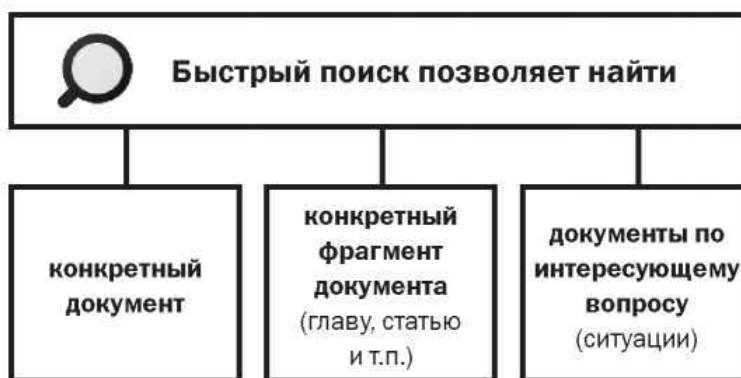 Быстрый поиск позволяет найти
конкретный
документ
конкретный
фрагмент
документа
(главу, статью
и т.п.)
документы по
интересующему
вопросу
(ситуации)